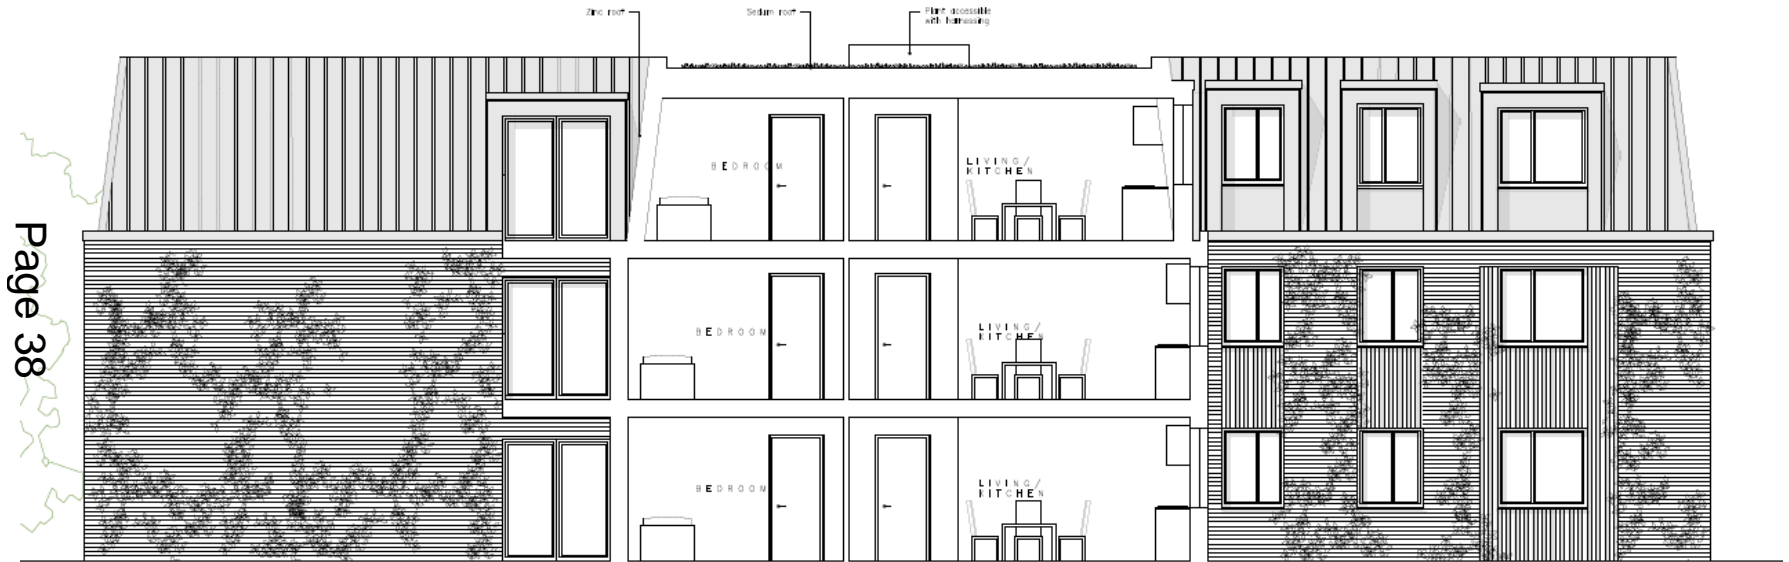 Zinc roof
Sedum roof
Plant accessible
with harnessing
BEDROOM
LIVING/
KITCHEN
BEDROOM
LIVING/
KITCHEN
BEDROOM
LIVING/
KITCHEN
Page 38